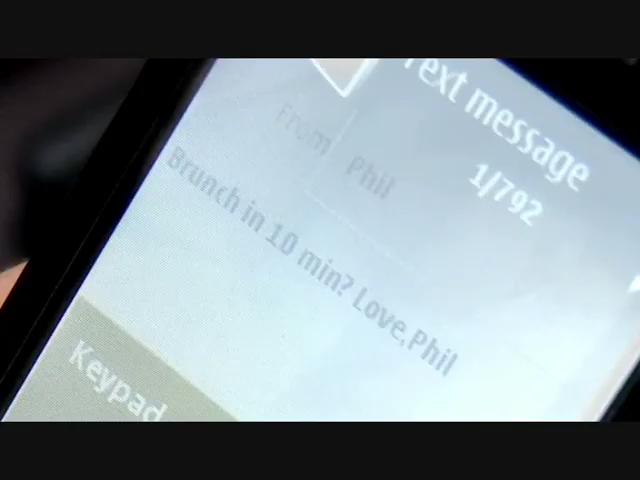 Text message
1/792
From Phil
Brunch in 10 min? Love,Phil
Keypad